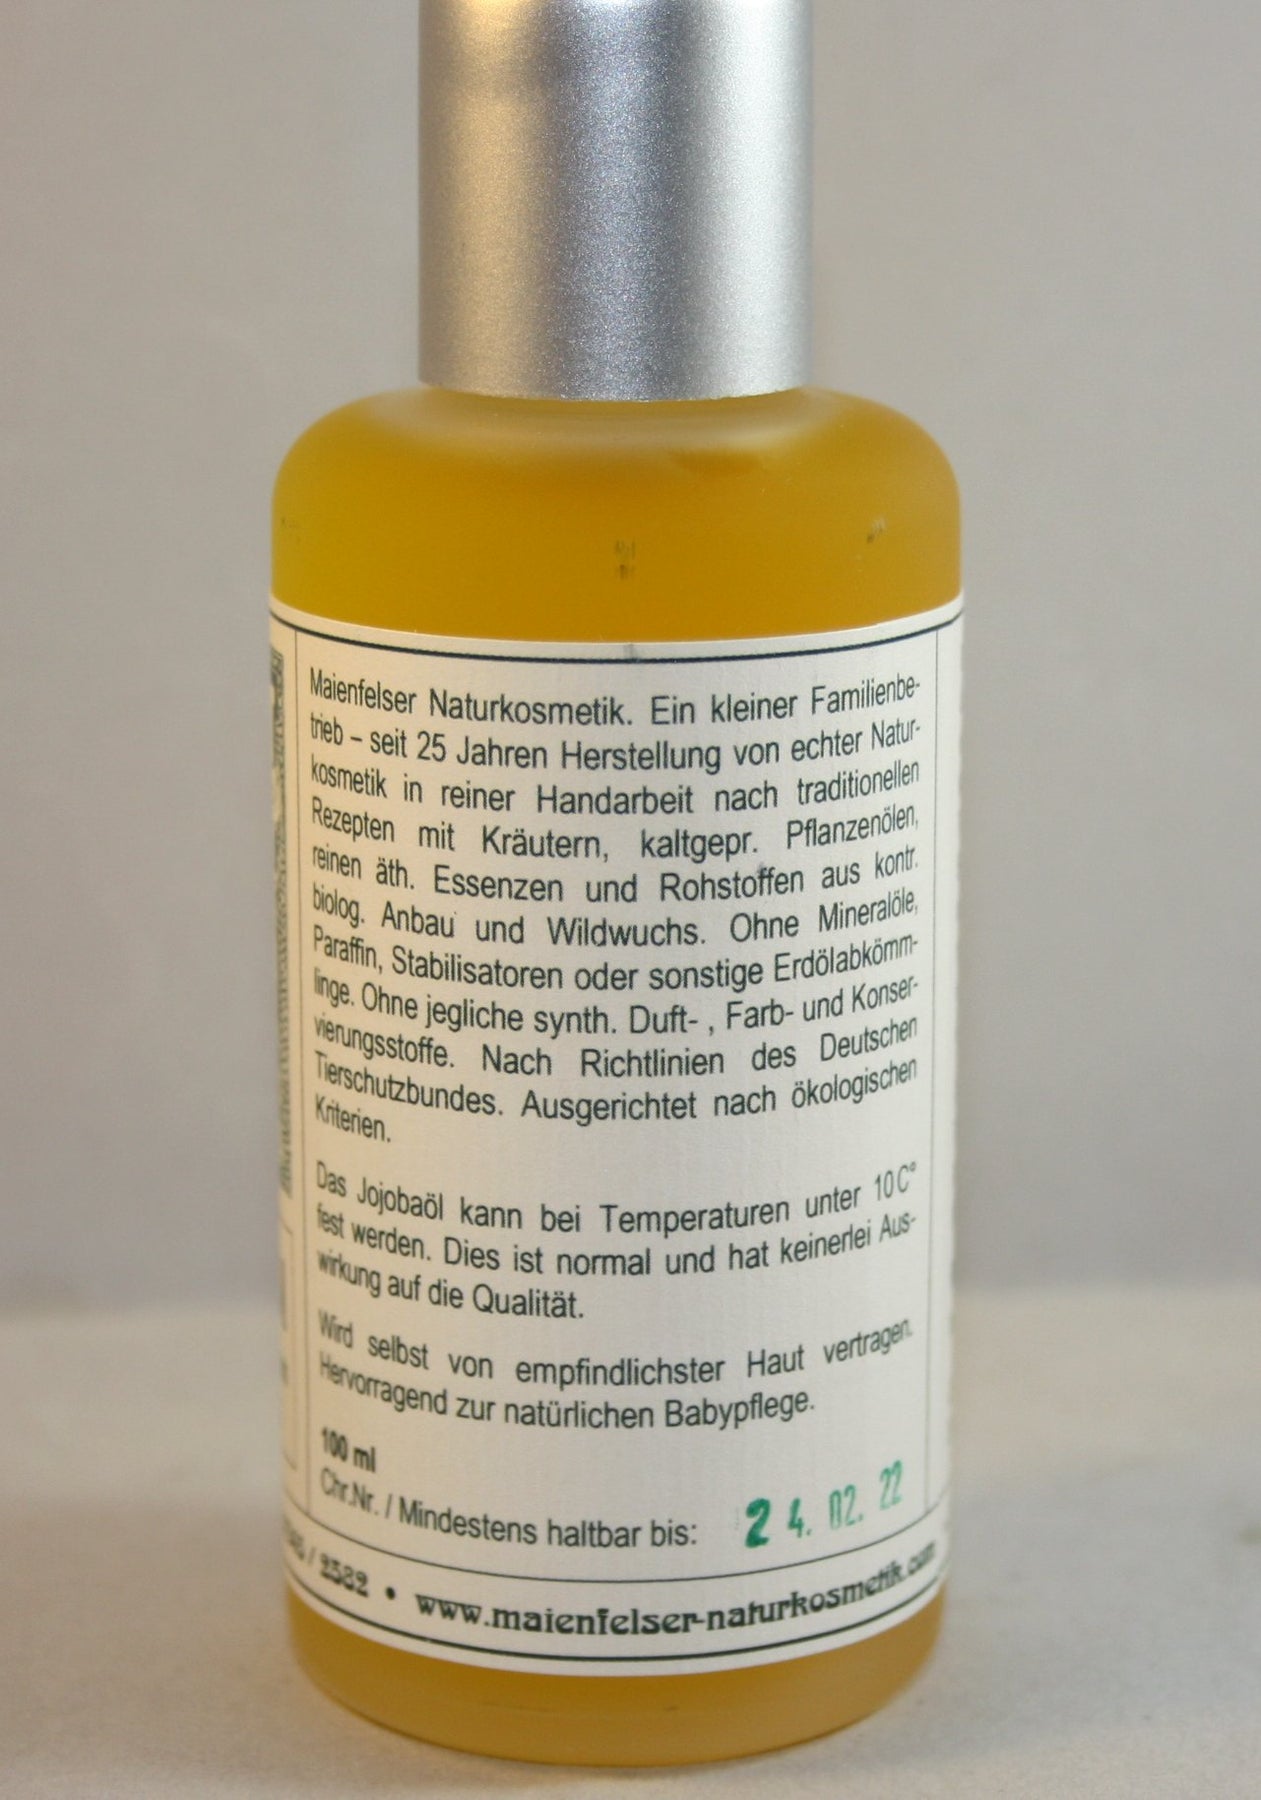 Maienfelser Naturkosmetik. Ein kleiner Familienbe-
trieb – seit 25 Jahren Herstellung von echter Natur-
kosmetik in reiner Handarbeit nach traditionellen
Rezepten mit Kräutern, kaltgepr. Pflanzenölen,
reinen äth. Essenzen und Rohstoffen aus kontr.
biolog. Anbau und Wildwuchs. Ohne Mineralöle,
Paraffin, Stabilisatoren oder sonstige Erdölabkömm-
linge. Ohne jegliche synth. Duft- , Farb- und Konser-
vierungsstoffe. Nach Richtlinien des Deutschen
Tierschutzbundes. Ausgerichtet nach ökologischen
Kriterien.
Das Jojobaöl kann bei Temperaturen unter 10C°
fest werden. Dies ist normal und hat keinerlei Aus-
wirkung auf die Qualität.
Wird selbst von empfindlichster Haut vertragen.
Hervorragend zur natürlichen Babypflege.
100 ml
Chr.Nr. / Mindestens haltbar bis: 24.02.22
/ 2382 • www.maienfelser-naturkosmetik.com